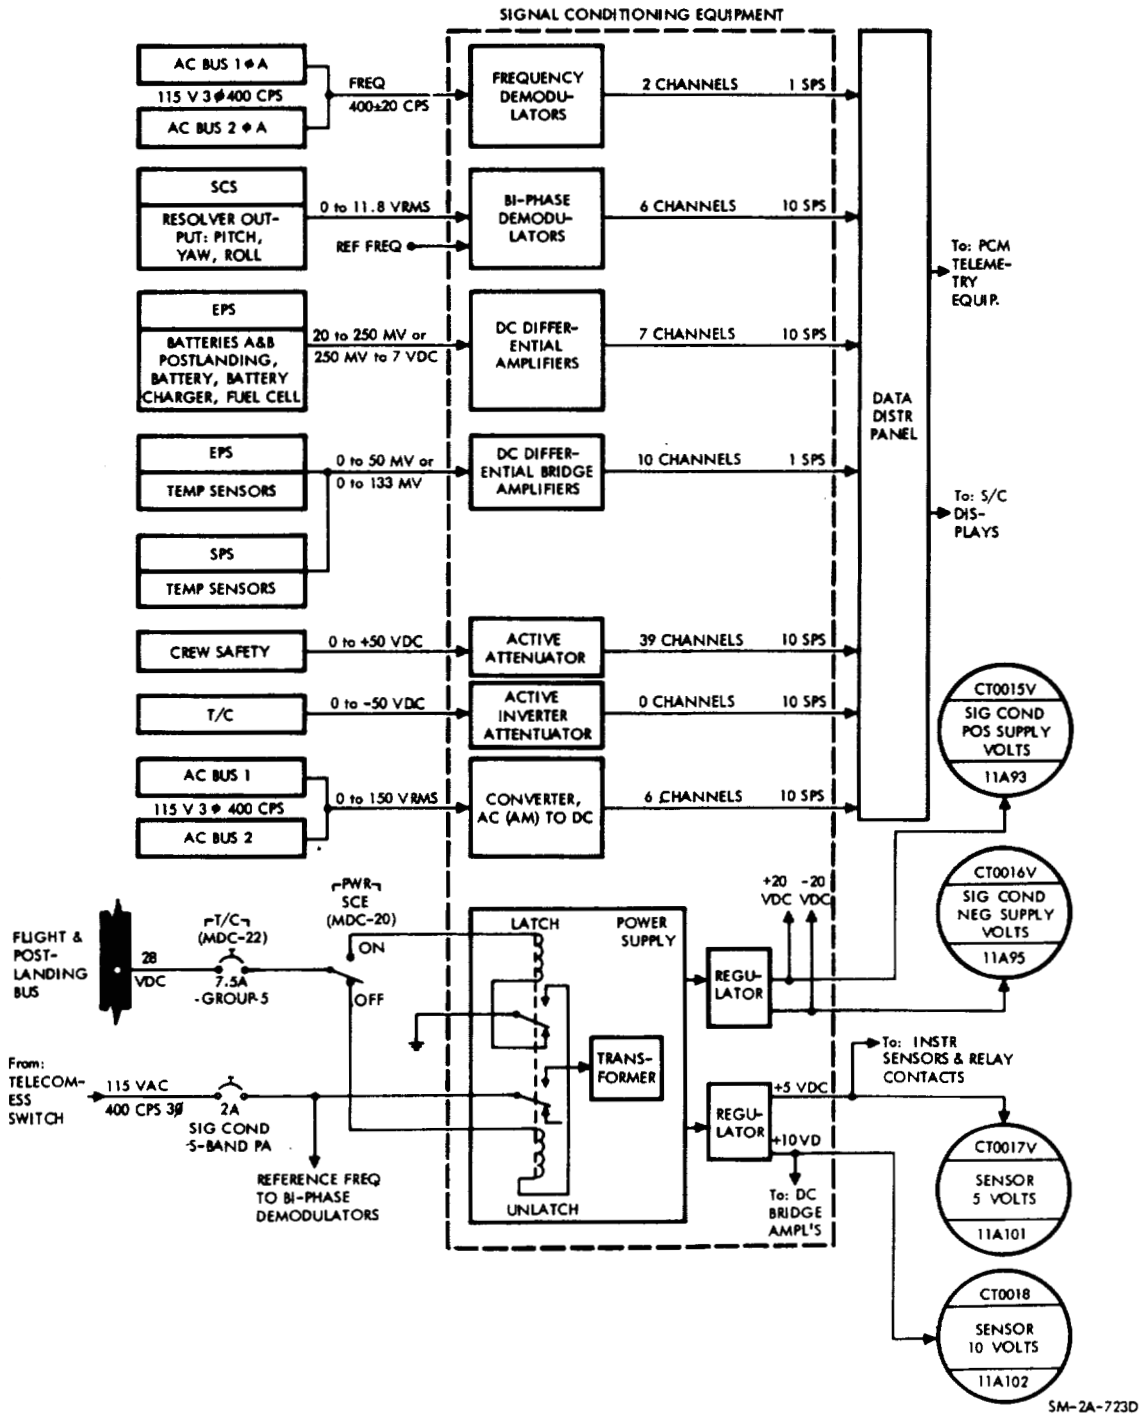 SIGNAL CONDITIONING EQUIPMENT
AC BUS 1 ϕ A
115 V 3 ϕ 400 CPS
AC BUS 2 ϕ A
FREQ
400±20 CPS
FREQUENCY
DEMODU-
LATORS
2 CHANNELS 1 SPS
SCS
RESOLVER OUT-
PUT: PITCH,
YAW, ROLL
0 to 11.8 VRMS
REF FREQ
BI-PHASE
DEMODU-
LATORS
6 CHANNELS 10 SPS
EPS
BATTERIES A&B
POSTLANDING,
BATTERY, BATTERY
CHARGER, FUEL CELL
20 to 250 MV or
250 MV to 7 VDC
DC DIFFER-
ENTIAL
AMPLIFIERS
7 CHANNELS 10 SPS
EPS
TEMP SENSORS
0 to 50 MV or
0 to 133 MV
DC DIFFER-
ENTIAL BRIDGE
AMPLIFIERS
10 CHANNELS 1 SPS
SPS
TEMP SENSORS
CREW SAFETY
0 to +50 VDC
ACTIVE
ATTENUATOR
39 CHANNELS 10 SPS
T/C
0 to -50 VDC
ACTIVE
INVERTER
ATTENTUATOR
0 CHANNELS 10 SPS
AC BUS 1
115 V 3 ϕ 400 CPS
AC BUS 2
0 to 150 VRMS
CONVERTER,
AC (AM) TO DC
6 CHANNELS 10 SPS
DATA
DISTR
PANEL
To: PCM
TELEME-
TRY
EQUIP.
To: S/C
DIS-
PLAYS
CT0015V
SIG COND
POS SUPPLY
VOLTS
11A93
CT0016V
SIG COND
NEG SUPPLY
VOLTS
11A95
FLIGHT &
POST-
LANDING
BUS
28
VDC
T/C
(MDC-22)
7.5A
-GROUP-5
PWR
SCE
(MDC-20)
ON
OFF
LATCH
POWER
SUPPLY
+20
VDC
-20
VDC
REGU-
LATOR
TRANS-
FORMER
From:
TELECOM-
ESS
SWITCH
115 VAC
400 CPS 3ϕ
2A
SIG COND
S-BAND PA
REFERENCE FREQ
TO BI-PHASE
DEMODULATORS
UNLATCH
REGU-
LATOR
+5 VDC
+10VD
To: DC
BRIDGE
AMPL'S
To: INSTR
SENSORS & RELAY
CONTACTS
CT0017V
SENSOR
5 VOLTS
11A101
CT0018
SENSOR
10 VOLTS
11A102
SM-2A-723D